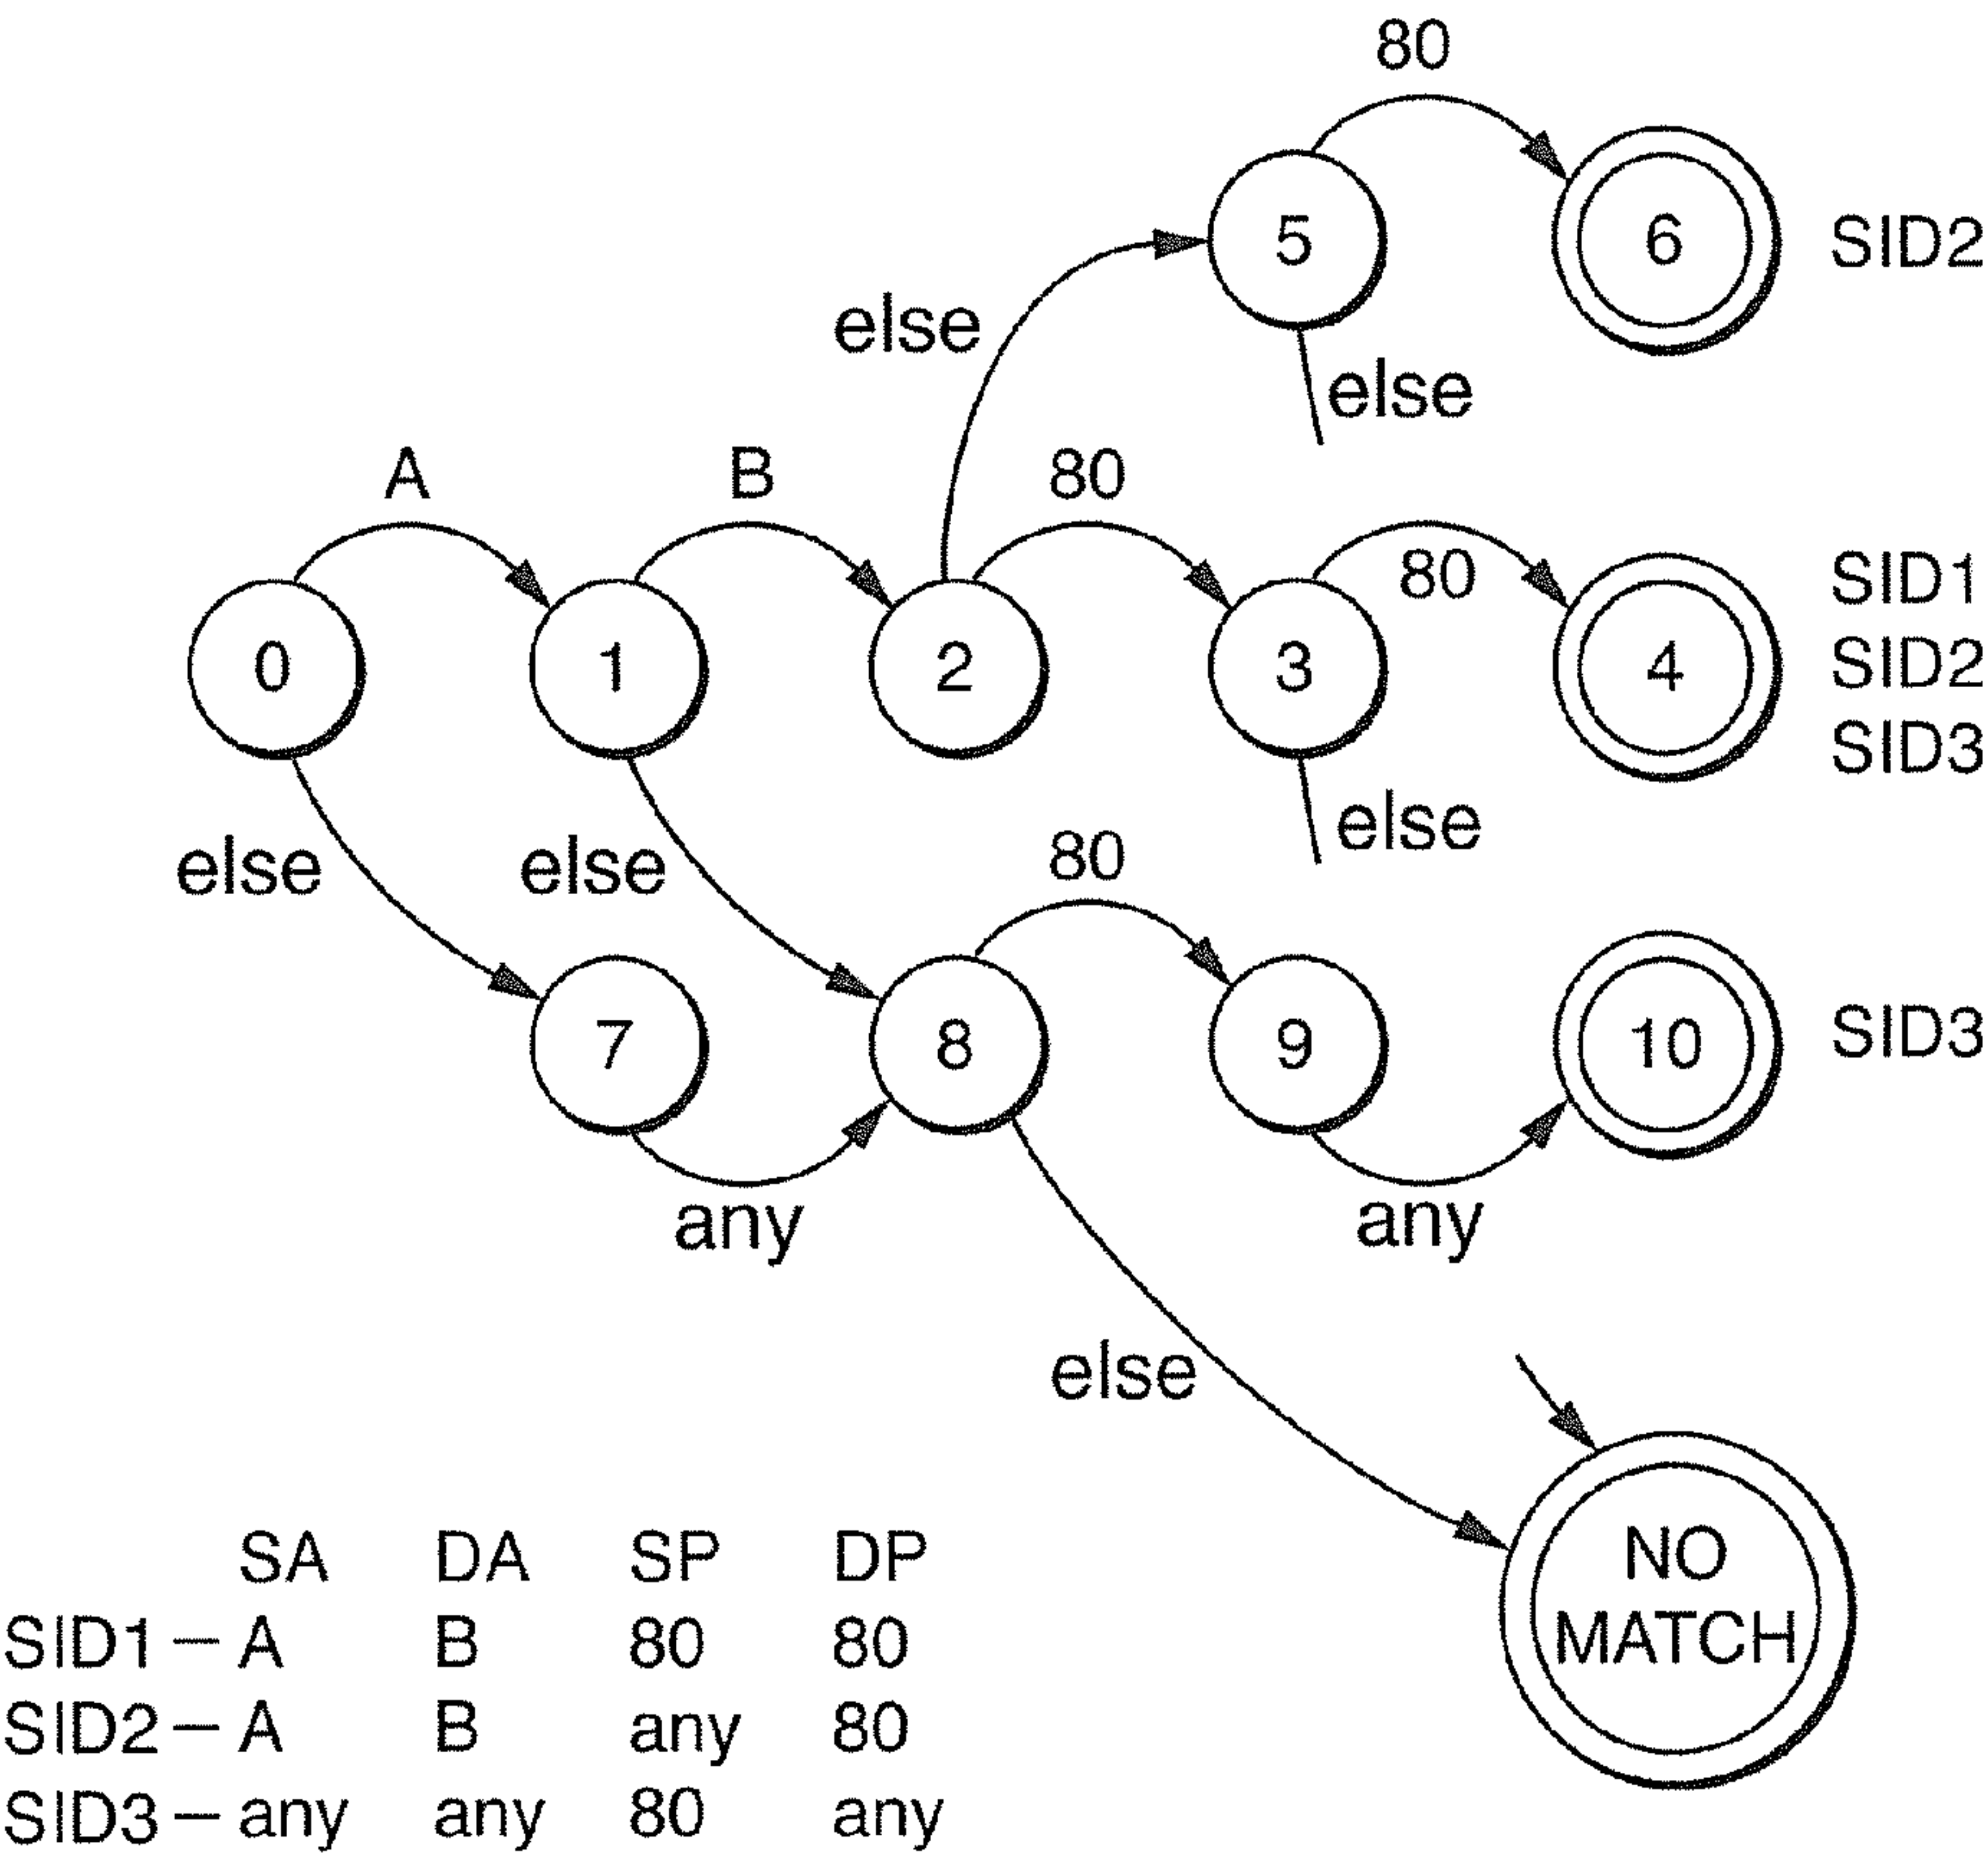 80
5
6
SID2
else
else
A
B
80
80
SID1
0
1
2
3
4
SID2
SID3
else
else
80
else
7
8
9
10
SID3
any
any
else
NO
MATCH
SA DA SP DP
SID1 — A B 80 80
SID2 — A B any 80
SID3 — any any 80 any